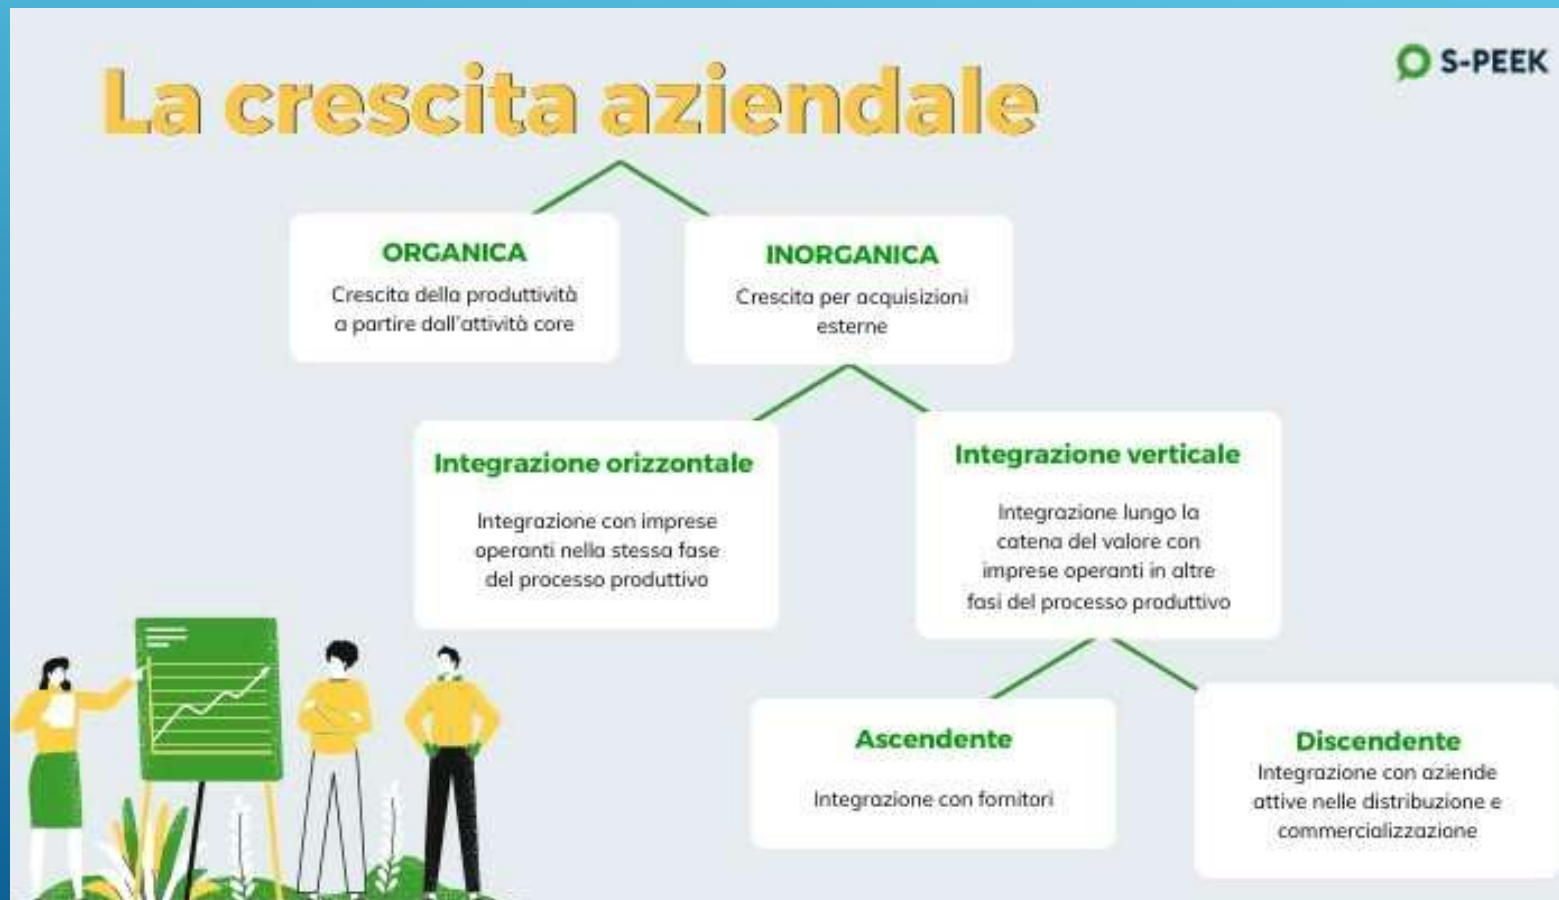 La crescita aziendale
S-PEEK
ORGANICA
Crescita della produttività
a partire dall'attività core
INORGANICA
Crescita per acquisizioni
esterne
Integrazione orizzontale
Integrazione con imprese
operanti nella stessa fase
del processo produttivo
Integrazione verticale
Integrazione lungo la
catena del valore con
imprese operanti in altre
fasi del processo produttivo
Ascendente
Integrazione con fornitori
Discendente
Integrazione con aziende
attive nelle distribuzione e
commercializzazione